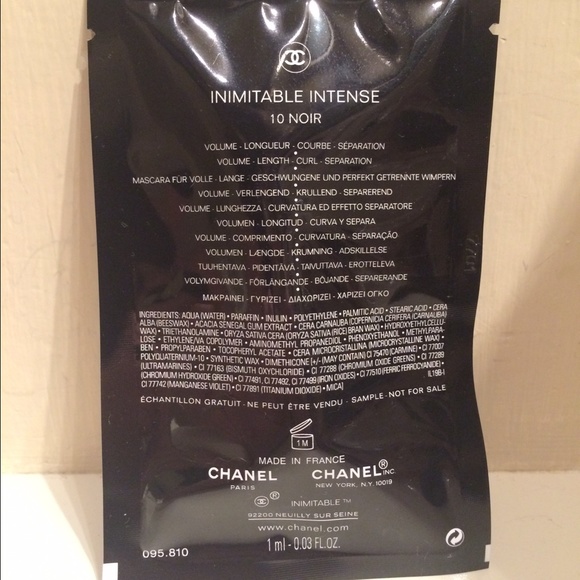 INIMITABLE INTENSE
10 NOIR
VOLUME - LONGUEUR - COURBE - SÉPARATION
VOLUME - LENGTH - CURL - SEPARATION
MASCARA FÜR VOLLE - LANGE - GESCHWUNGENE UND PERFEKT GETRENNTE WIMPERN
VOLUME - VERLENGEND - KRULLEND - SEPAREREND
VOLUME - LUNGHEZZA - CURVATURA ED EFFETTO SEPARATORE
VOLUMEN - LONGITUD - CURVA Y SEPARA
VOLUME - COMPRIMENTO - CURVATURA - SEPARAÇÃO
VOLUMEN - LÆNGDE - KRUMNING - ADSKILLELSE
TUUHENTAVA - PIDENTÄVÄ - TAIVUTTAVA - EROTTELEVA
VOLYMGIVANDE - FÖRLÄNGANDE - BÖJANDE - SEPARERANDE
ΜΑΚΡΑΙΝΕΙ - ΓΥΡΙΖΕΙ - ΔΙΑΧΩΡΙΖΕΙ - ΧΑΡΙΖΕΙ ΟΓΚΟ
INGREDIENTS: AQUA (WATER) • PARAFFIN • INULIN • POLYETHYLENE • PALMITIC ACID • STEARIC ACID • CERA
ALBA (BEESWAX) • ACACIA SENEGAL GUM EXTRACT • CERA CARNAUBA (COPERNICIA CERIFERA (CARNAUBA)
WAX) • TRIETHANOLAMINE • ORYZA SATIVA CERA (ORYZA SATIVA (RICE) BRAN WAX) • HYDROXYETHYLCELLU-
LOSE • ETHYLENE/VA COPOLYMER • AMINOMETHYL PROPANEDIOL • PHENOXYETHANOL • METHYLPARA-
BEN • PROPYLPARABEN • TOCOPHERYL ACETATE • CERA MICROCRISTALLINA (MICROCRYSTALLINE WAX) •
POLYQUATERNIUM-10 • SYNTHETIC WAX • DIMETHICONE [+/- (MAY CONTAIN) CI 75470 (CARMINE) • CI 77007
(ULTRAMARINES) • CI 77163 (BISMUTH OXYCHLORIDE) • CI 77288 (CHROMIUM OXIDE GREENS) • CI 77289
(CHROMIUM HYDROXIDE GREEN) • CI 77491, CI 77492, CI 77499 (IRON OXIDES) • CI 77510 (FERRIC FERROCYANIDE) •
CI 77742 (MANGANESE VIOLET) • CI 77891 (TITANIUM DIOXIDE) • MICA] IL19B-I
ÉCHANTILLON GRATUIT - NE PEUT ÊTRE VENDU - SAMPLE - NOT FOR SALE
1M
MADE IN FRANCE
CHANEL CHANEL® INC
PARIS NEW YORK, N.Y. 10019
® INIMITABLE™
92200 NEUILLY SUR SEINE
www.chanel.com
095.810 1 ml - 0.03 FL.OZ.